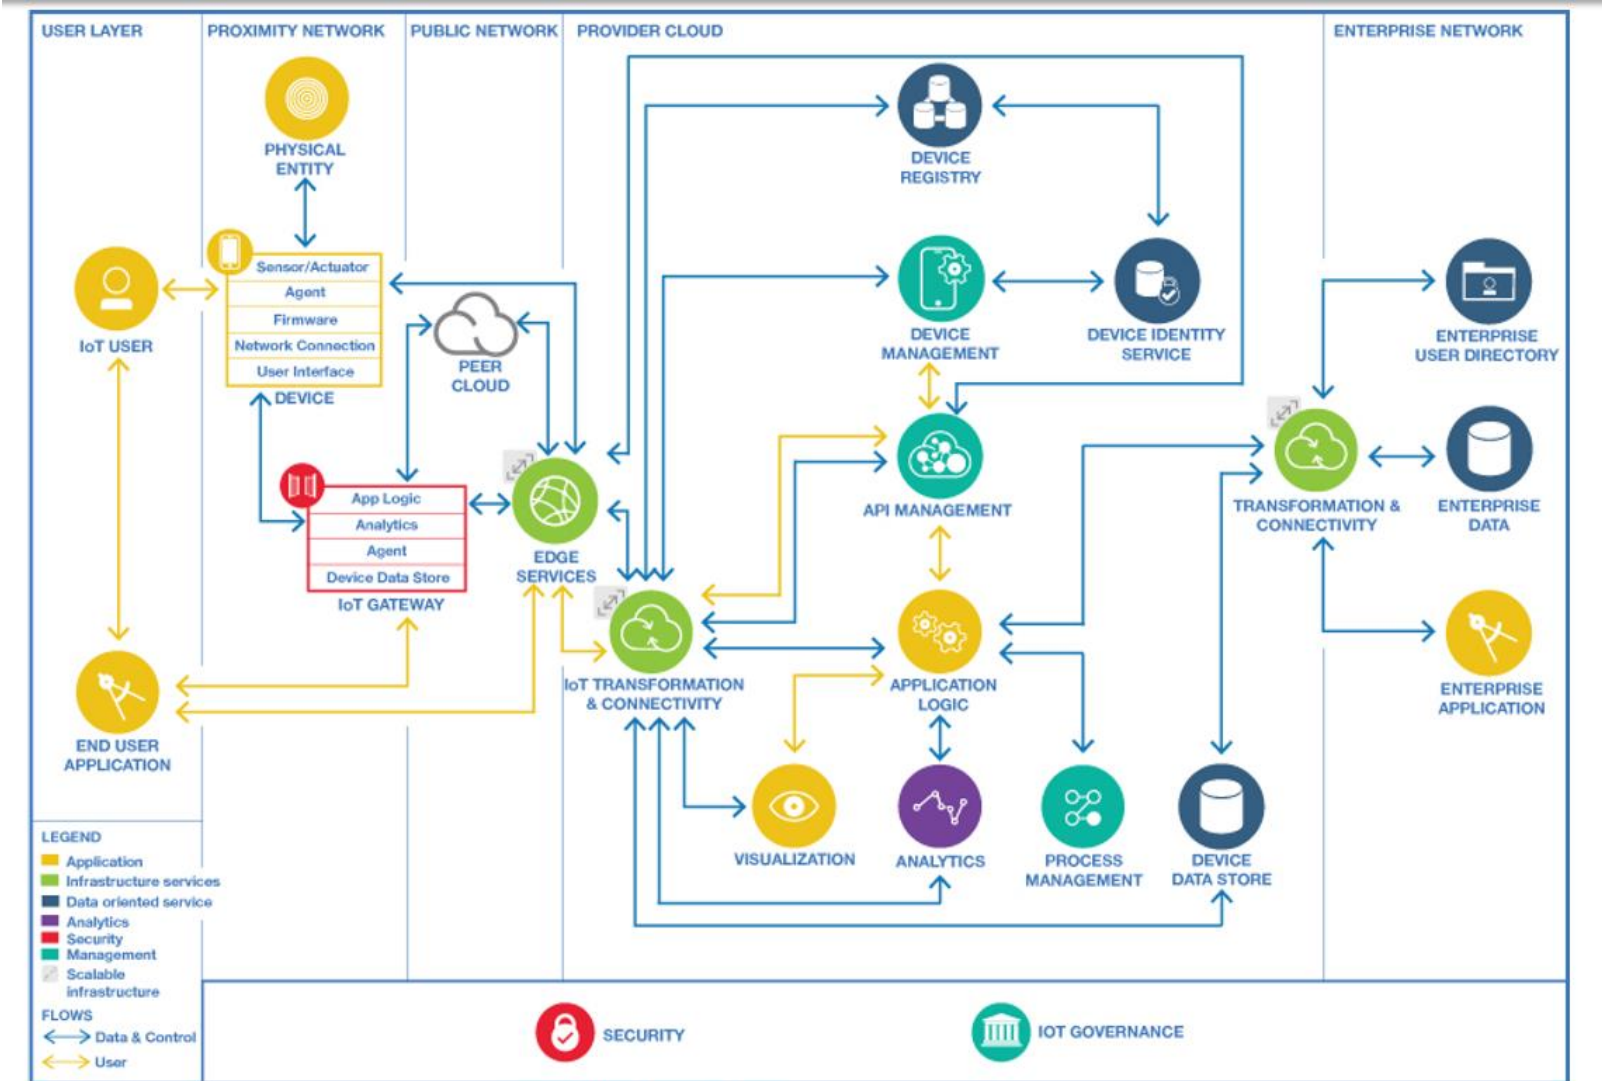 USER LAYER
PROXIMITY NETWORK
PUBLIC NETWORK
PROVIDER CLOUD
ENTERPRISE NETWORK
PHYSICAL
ENTITY
DEVICE
REGISTRY
IoT USER
Sensor/Actuator
Agent
Firmware
Network Connection
User Interface
DEVICE
PEER
CLOUD
DEVICE
MANAGEMENT
DEVICE IDENTITY
SERVICE
ENTERPRISE
USER DIRECTORY
App Logic
Analytics
Agent
Device Data Store
IoT GATEWAY
EDGE
SERVICES
API MANAGEMENT
TRANSFORMATION &
CONNECTIVITY
ENTERPRISE
DATA
END USER
APPLICATION
IoT TRANSFORMATION
& CONNECTIVITY
APPLICATION
LOGIC
ENTERPRISE
APPLICATION
VISUALIZATION
ANALYTICS
PROCESS
MANAGEMENT
DEVICE
DATA STORE
LEGEND
Application
Infrastructure services
Data oriented service
Analytics
Security
Management
Scalable
infrastructure
FLOWS
Data & Control
User
SECURITY
IOT GOVERNANCE